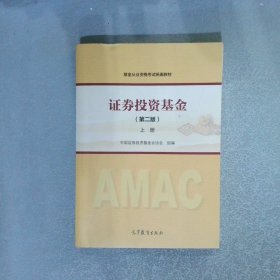 基金从业资格考试统编教材
证券投资基金
(第二版)
上 册
中国证券投资基金业协会 组编
AMAC
高等教育出版社